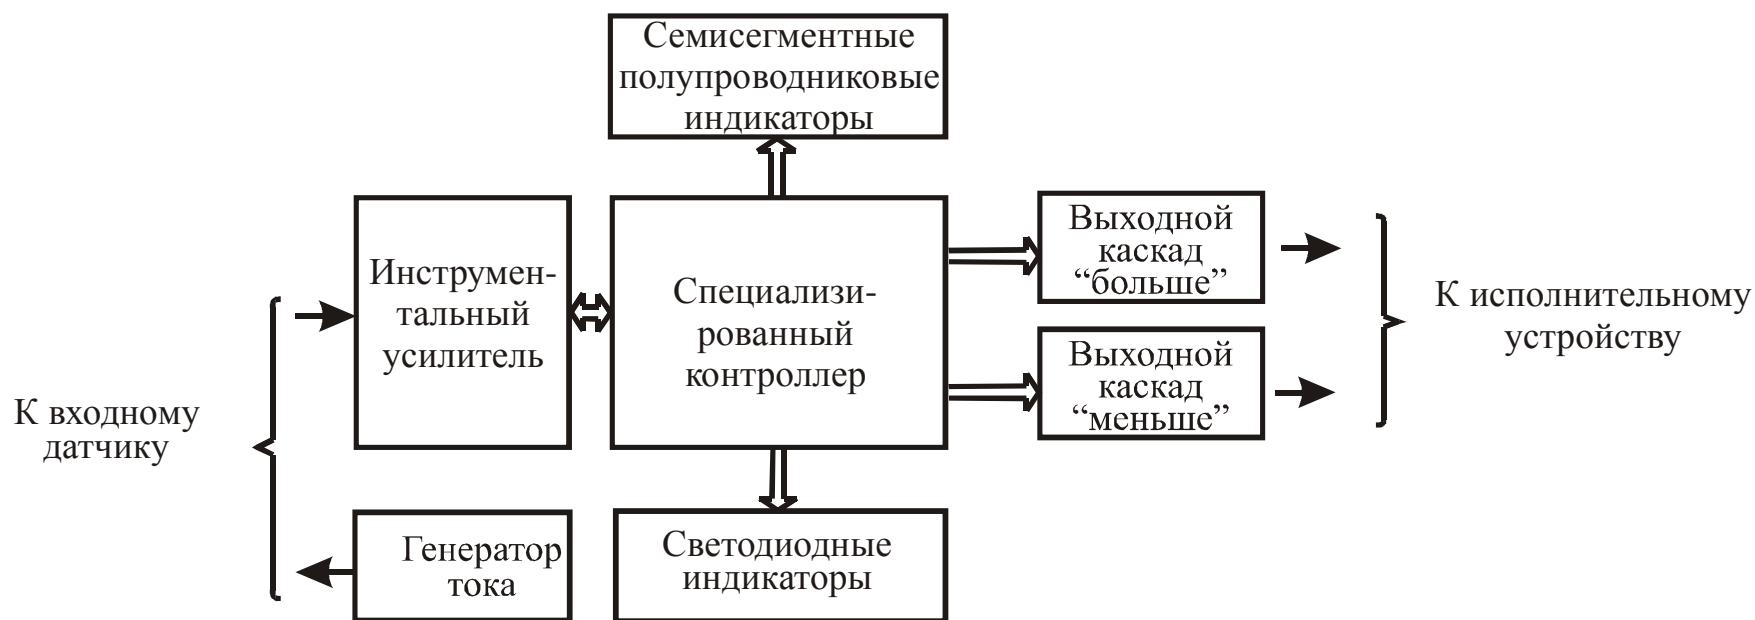 Семисегментные
полупроводниковые
индикаторы
Инструмен-
тальный
усилитель
Специализи-
рованный
контроллер
Выходной
каскад
“больше”
Выходной
каскад
“меньше”
К исполнительному
устройству
К входному
датчику
Генератор
тока
Светодиодные
индикаторы